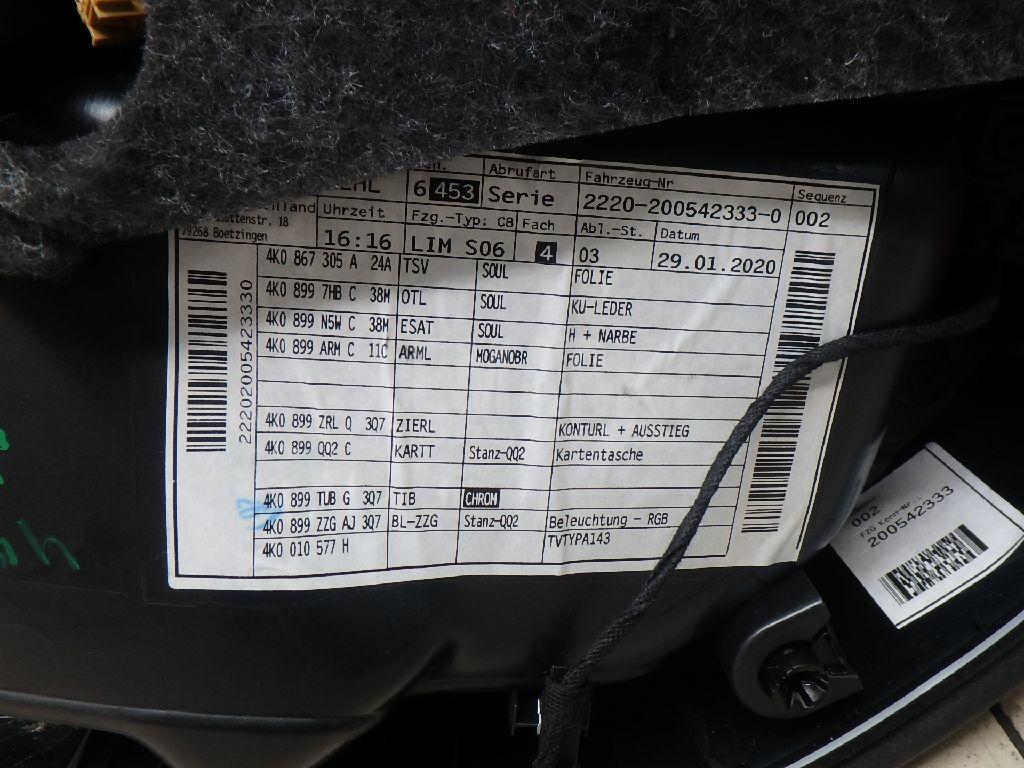 Abrufart
Fahrzeug-Nr
Sequenz
6 453 Serie
2220-200542333-0
002
18
Uhrzeit
Fzg.-Typ: C8
Fach
Abl.-St.
Datum
79268 Boetzingen
16:16
LIM S06
4
03
29.01.2020
4K0 867 305 A 24A TSV SOUL FOLIE
4K0 899 7HB C 38M OTL SOUL KU-LEDER
4K0 899 N5W C 38M ESAT SOUL H + NARBE
4K0 899 ARM C 11C ARML MOGANOBR FOLIE
4K0 899 ZRL Q 3Q7 ZIERL KONTURL + AUSSTIEG
4K0 899 QQ2 C KARTT Stanz-QQ2 Kartentasche
4K0 899 TUB G 3Q7 TIB CHROM
4K0 899 ZZG AJ 3Q7 BL-ZZG Stanz-QQ2 Beleuchtung - RGB
4K0 010 577 H TVTYPA143
22202005423330
002
FZG Kenn-Nr.:
200542333